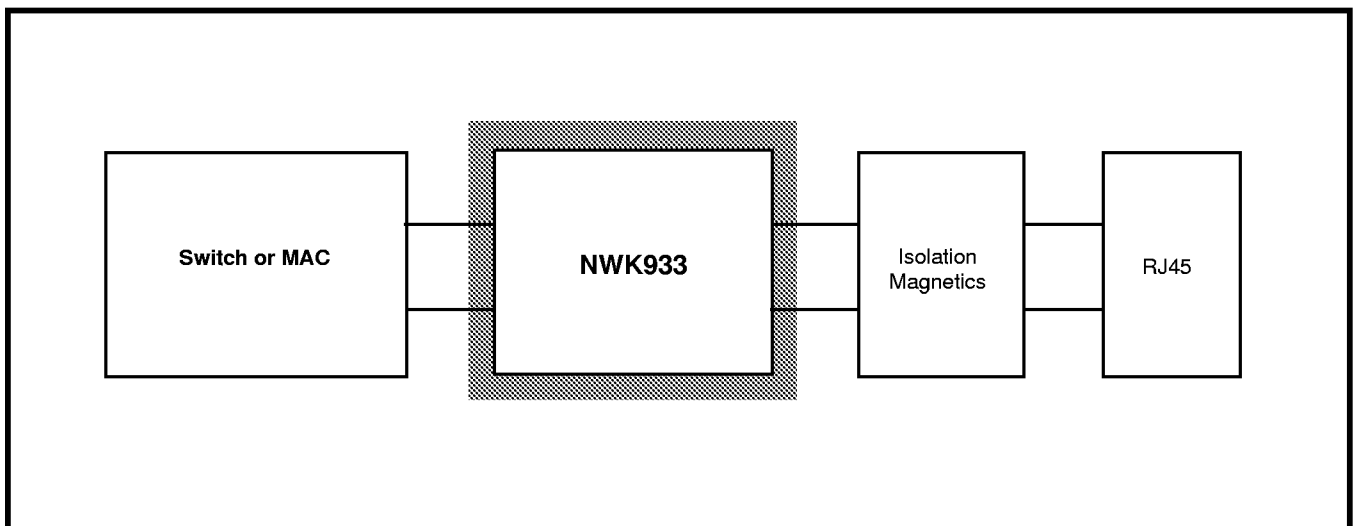 Switch or MAC
NWK933
Isolation
Magnetics
RJ45